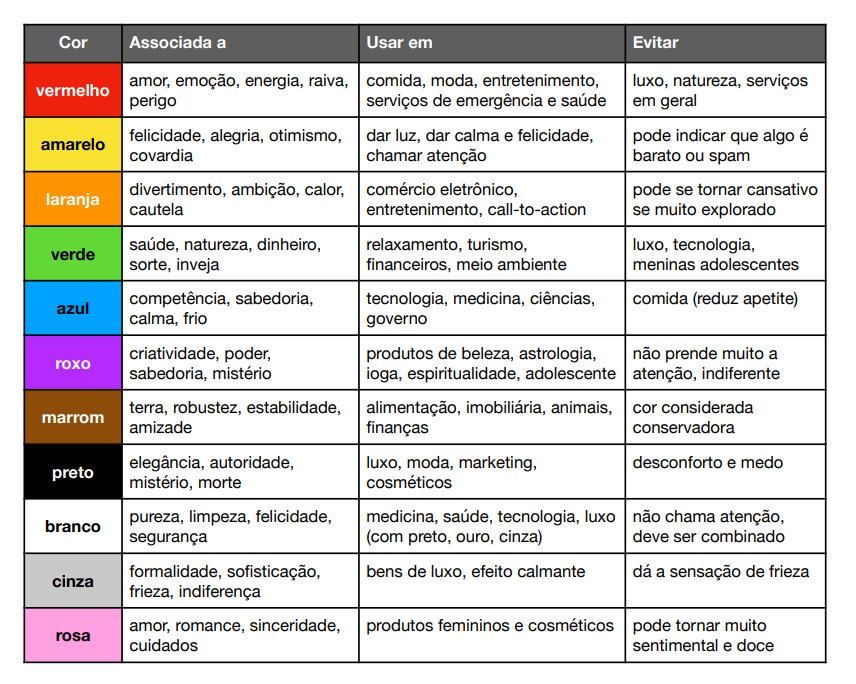 Cor Associada a Usar em Evitar
vermelho
amor, emoção, energia, raiva,
perigo
comida, moda, entretenimento,
serviços de emergência e saúde
luxo, natureza, serviços
em geral
amarelo
felicidade, alegria, otimismo,
covardia
dar luz, dar calma e felicidade,
chamar atenção
pode indicar que algo é
barato ou spam
laranja
divertimento, ambição, calor,
cautela
comércio eletrônico,
entretenimento, call-to-action
pode se tornar cansativo
se muito explorado
verde
saúde, natureza, dinheiro,
sorte, inveja
relaxamento, turismo,
financeiros, meio ambiente
luxo, tecnologia,
meninas adolescentes
azul
competência, sabedoria,
calma, frio
tecnologia, medicina, ciências,
governo
comida (reduz apetite)
roxo
criatividade, poder,
sabedoria, mistério
produtos de beleza, astrologia,
ioga, espiritualidade, adolescente
não prende muito a
atenção, indiferente
marrom
terra, robustez, estabilidade,
amizade
alimentação, imobiliária, animais,
finanças
cor considerada
conservadora
preto
elegância, autoridade,
mistério, morte
luxo, moda, marketing,
cosméticos
desconforto e medo
branco
pureza, limpeza, felicidade,
segurança
medicina, saúde, tecnologia, luxo
(com preto, ouro, cinza)
não chama atenção,
deve ser combinado
cinza
formalidade, sofisticação,
frieza, indiferença
bens de luxo, efeito calmante
dá a sensação de frieza
rosa
amor, romance, sinceridade,
cuidados
produtos femininos e cosméticos
pode tornar muito
sentimental e doce